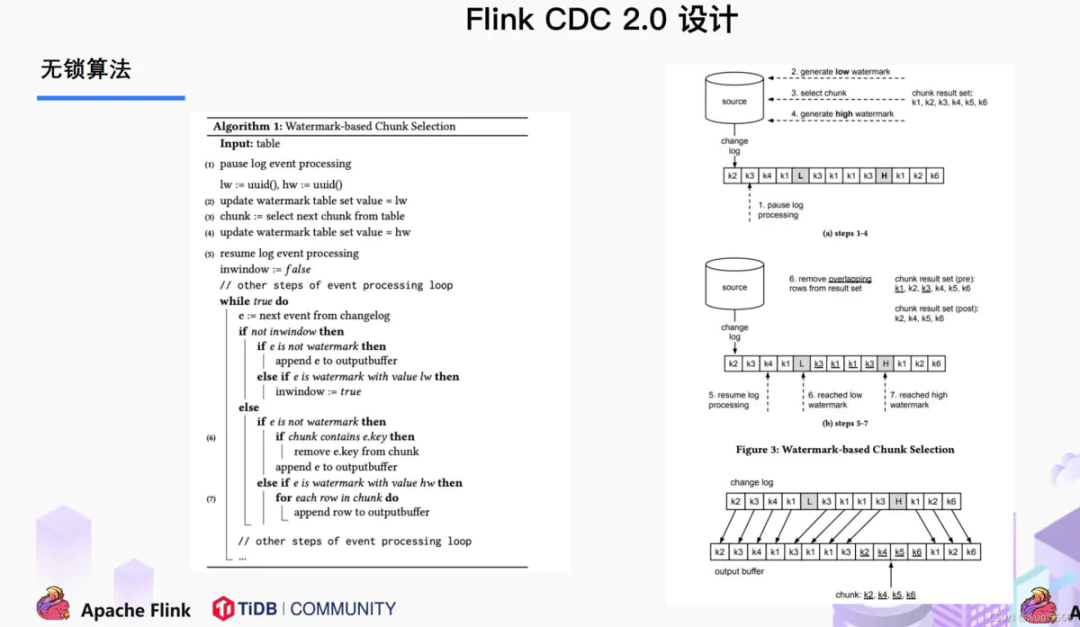 Flink CDC 2.0 设计
无锁算法
Algorithm 1: Watermark-based Chunk Selection
Input: table
(1) pause log event processing
lw := uuid(), hw := uuid()
(2) update watermark table set value = lw
(3) chunk := select next chunk from table
(4) update watermark table set value = hw
(5) resume log event processing
inwindow := false
// other steps of event processing loop
while true do
e := next event from changelog
if not inwindow then
if e is not watermark then
append e to outputbuffer
else if e is watermark with value lw then
inwindow := true
else
if e is not watermark then
(6) if chunk contains e.key then
remove e.key from chunk
append e to outputbuffer
else if e is watermark with value hw then
(7) for each row in chunk do
append row to outputbuffer
// other steps of event processing loop
...
source
2. generate low watermark
3. select chunk
4. generate high watermark
chunk result set:
k1, k2, k3, k4, k5, k6
change
log
k2 k3 k4 k1 L k3 k1 k1 k3 H k1 k2 k6
1. pause log
processing
(a) steps 1-4
source
6. remove overlapping
rows from result set
chunk result set (pre):
k1, k2, k3, k4, k5, k6
chunk result set (post):
k2, k4, k5, k6
change
log
k2 k3 k4 k1 L k3 k1 k1 k3 H k1 k2 k6
5. resume log
processing
6. reached low
watermark
7. reached high
watermark
(b) steps 5-7
Figure 3: Watermark-based Chunk Selection
change log
k2 k3 k4 k1 L k3 k1 k1 k3 H k1 k2 k6
k2 k3 k4 k1 k3 k1 k1 k3 k2 k4 k5 k6 k1 k2 k6
output buffer
chunk: k2, k4, k5, k6
Apache Flink
TiDB | COMMUNITY
A